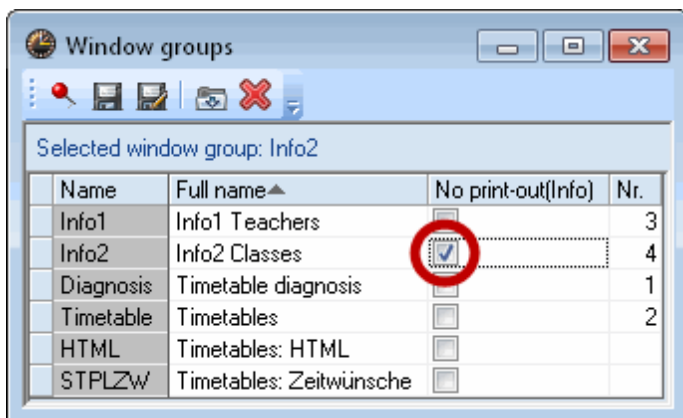 Window groups
Selected window group: Info2
Name Full name No print-out(Info) Nr.
Info1 Info1 Teachers 3
Info2 Info2 Classes 4
Diagnosis Timetable diagnosis 1
Timetable Timetables 2
HTML Timetables: HTML
STPLZW Timetables: Zeitwünsche